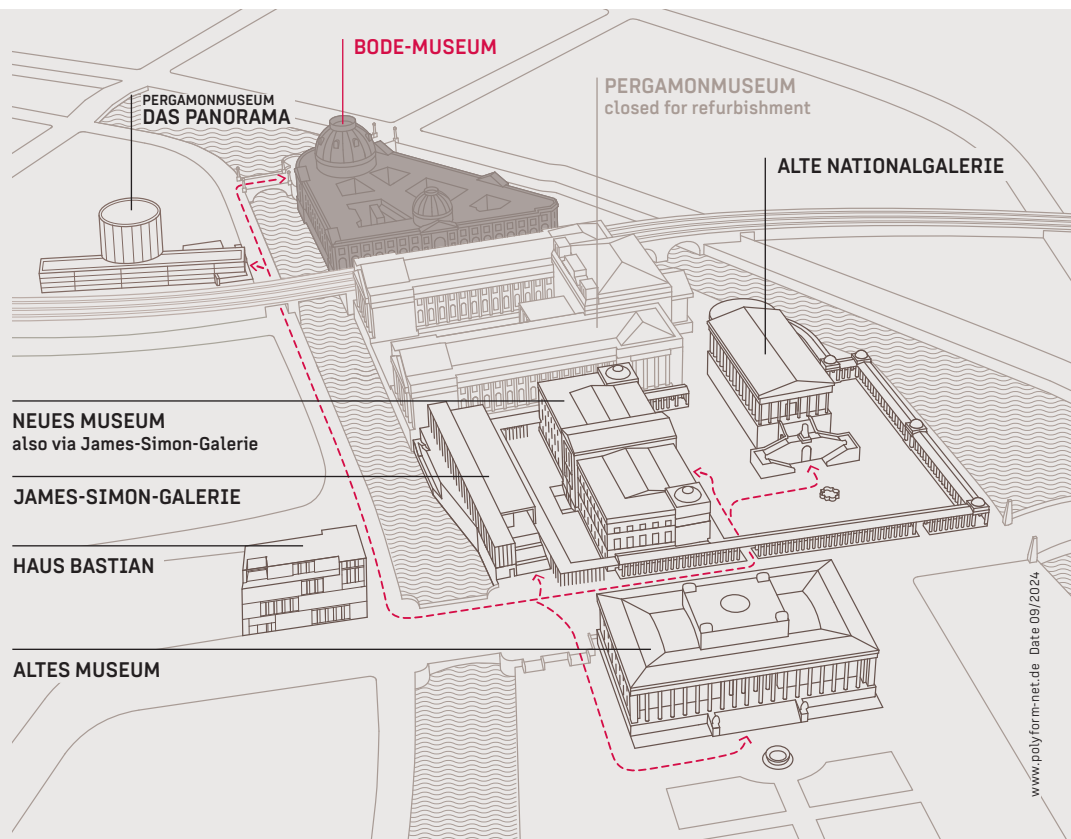 BODE-MUSEUM
PERGAMONMUSEUM
closed for refurbishment
PERGAMONMUSEUM
DAS PANORAMA
ALTE NATIONALGALERIE
NEUES MUSEUM
also via James-Simon-Galerie
JAMES-SIMON-GALERIE
HAUS BASTIAN
ALTES MUSEUM
www.polyform-net.de Date 09/2024